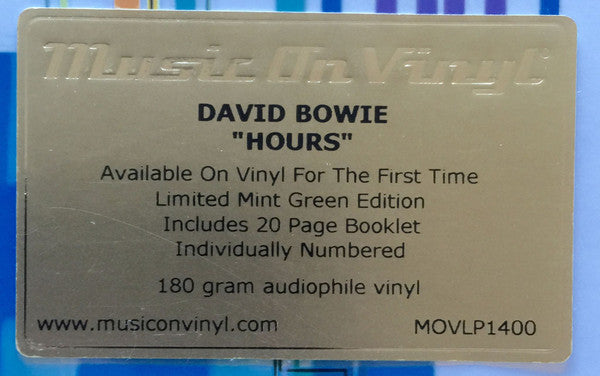 Music On Vinyl
DAVID BOWIE
"HOURS"
Available On Vinyl For The First Time
Limited Mint Green Edition
Includes 20 Page Booklet
Individually Numbered
180 gram audiophile vinyl
www.musiconvinyl.com MOVLP1400